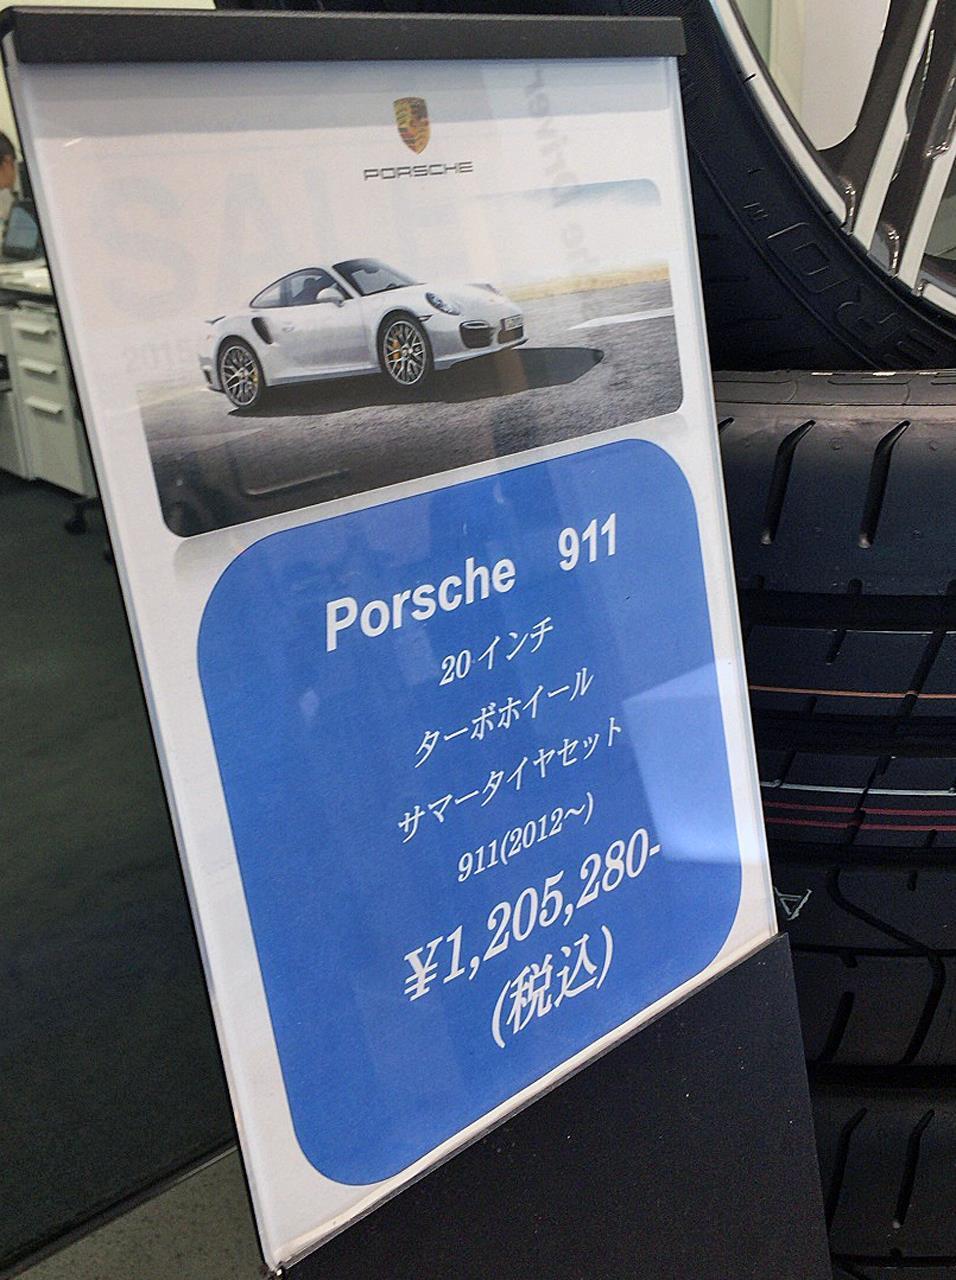 PORSCHE
Porsche 911
20インチ
ターボホイール
サマータイヤセット
911(2012～)
¥1,205,280-
(税込)